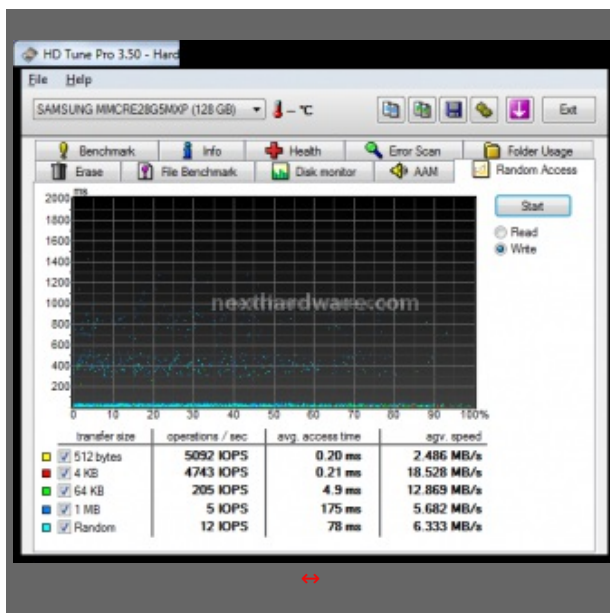 HD Tune Pro 3.50 - Hard
File Help
SAMSUNG MMCRE28G5MXP (128 GB) – °C Exit
Benchmark Info Health Error Scan Folder Usage
Erase File Benchmark Disk monitor AAM Random Access
ms
2000
1800
1600
1400
1200
1000
800
600
400
200
0 10 20 30 40 50 60 70 80 90 100%
Start
Read
Write
nexthardware.com
transfer size operations / sec avg. access time agv. speed
512 bytes 5092 IOPS 0.20 ms 2.486 MB/s
4 KB 4743 IOPS 0.21 ms 18.528 MB/s
64 KB 205 IOPS 4.9 ms 12.869 MB/s
1 MB 5 IOPS 175 ms 5.682 MB/s
Random 12 IOPS 78 ms 6.333 MB/s